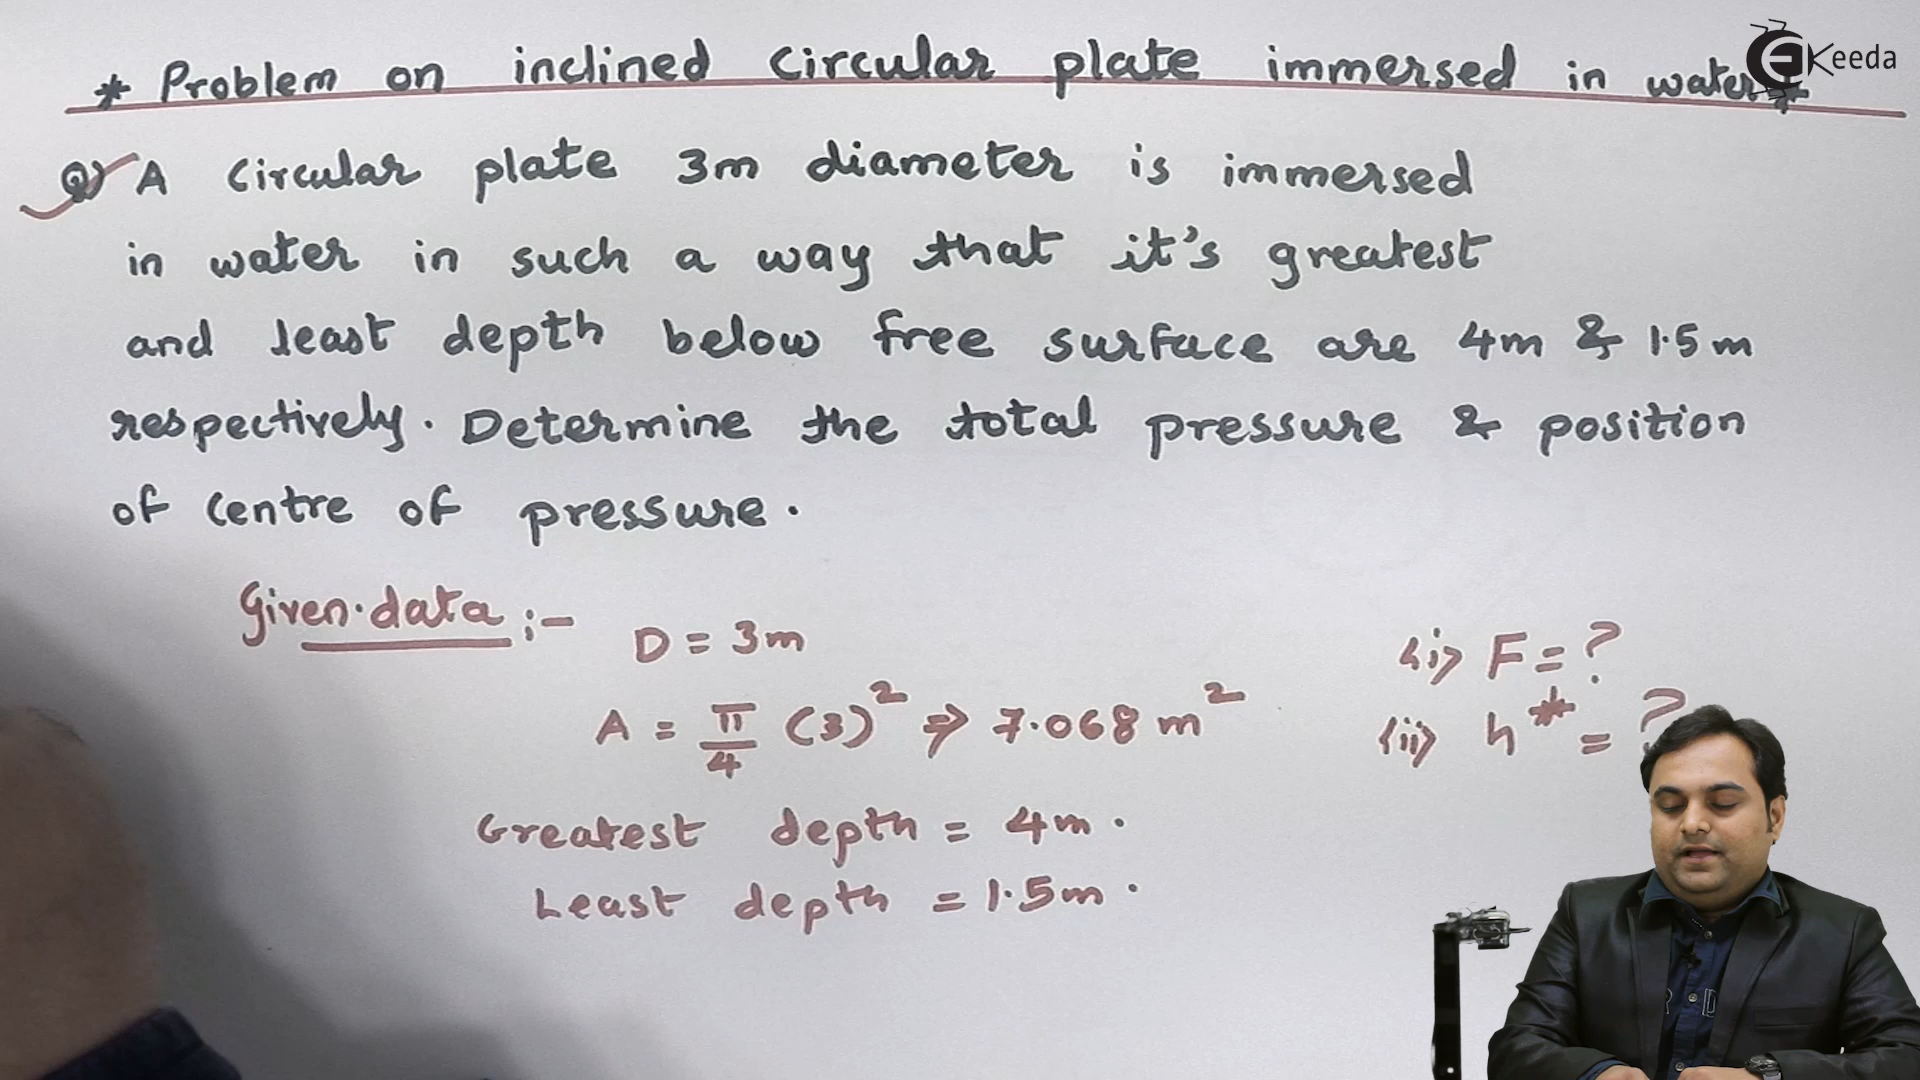 * Problem on inclined circular plate immersed in water *
Keeda
Q) A circular plate 3m diameter is immersed
in water in such a way that it's greatest
and least depth below free surface are 4m & 1.5m
respectively. Determine the total pressure & position
of centre of pressure.
Given data :-
D = 3m
A = π/4 (3)² ⇒ 7.068 m²
Greatest depth = 4m.
Least depth = 1.5m.
(i) F = ?
(ii) h* = ?